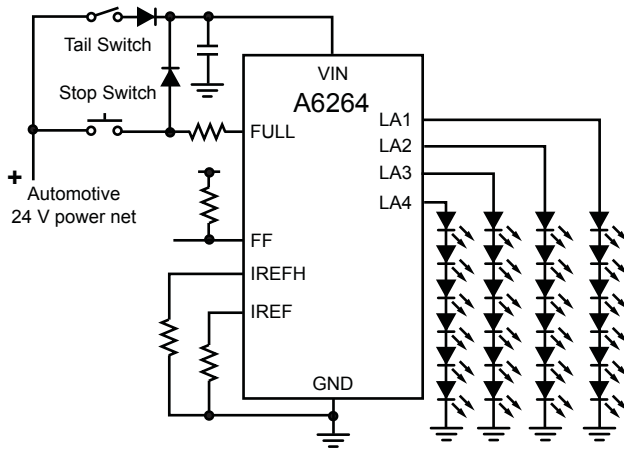 Tail Switch
Stop Switch
+ Automotive
24 V power net
VIN
A6264
FULL
FF
IREFH
IREF
GND
LA1
LA2
LA3
LA4